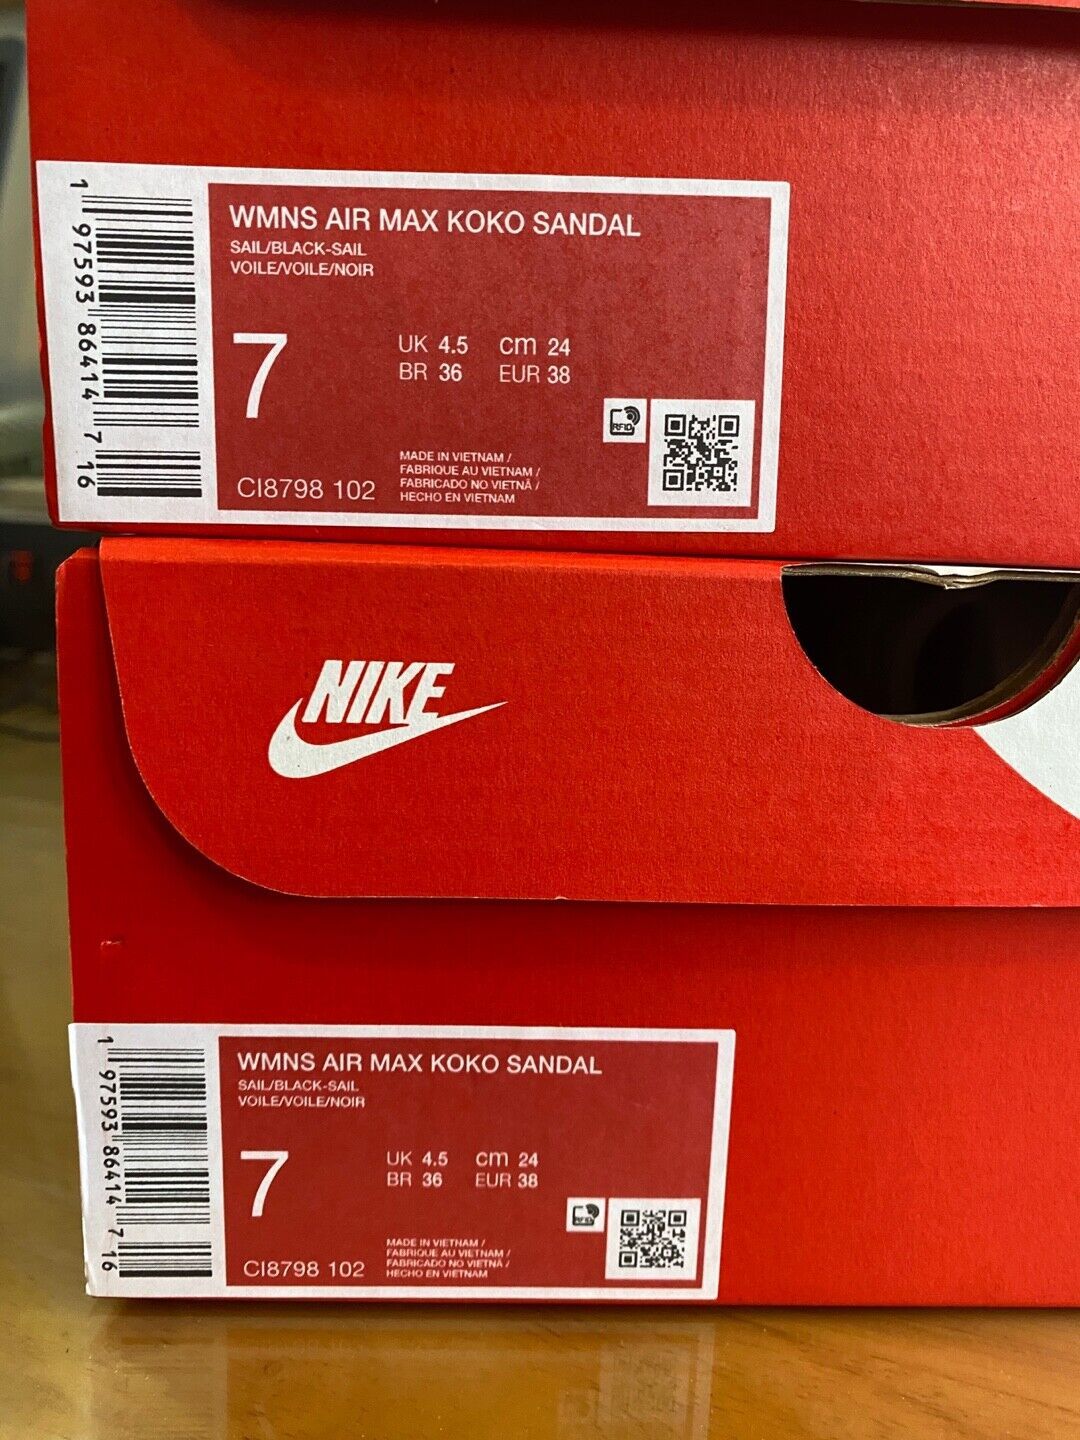 WMNS AIR MAX KOKO SANDAL
SAIL/BLACK-SAIL
VOILE/VOILE/NOIR
7
UK 4.5 cm 24
BR 36 EUR 38
RFID
MADE IN VIETNAM /
FABRIQUE AU VIETNAM /
FABRICADO NO VIETNÃ /
HECHO EN VIETNAM
CI8798 102
1 97593 86414 7 16
NIKE
WMNS AIR MAX KOKO SANDAL
SAIL/BLACK-SAIL
VOILE/VOILE/NOIR
7
UK 4.5 cm 24
BR 36 EUR 38
RFID
MADE IN VIETNAM /
FABRIQUE AU VIETNAM /
FABRICADO NO VIETNÃ /
HECHO EN VIETNAM
CI8798 102
1 97593 86414 7 16